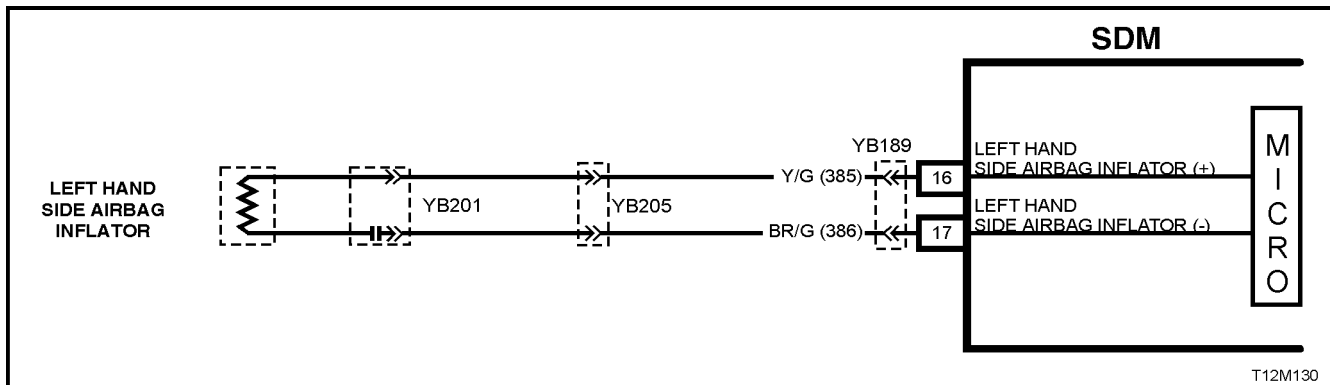 SDM
YB189
LEFT HAND
SIDE AIRBAG INFLATOR (+)
Y/G (385)
16
LEFT HAND
SIDE AIRBAG
INFLATOR
YB201
YB205
LEFT HAND
SIDE AIRBAG INFLATOR (-)
BR/G (386)
17
MICRO
T12M130